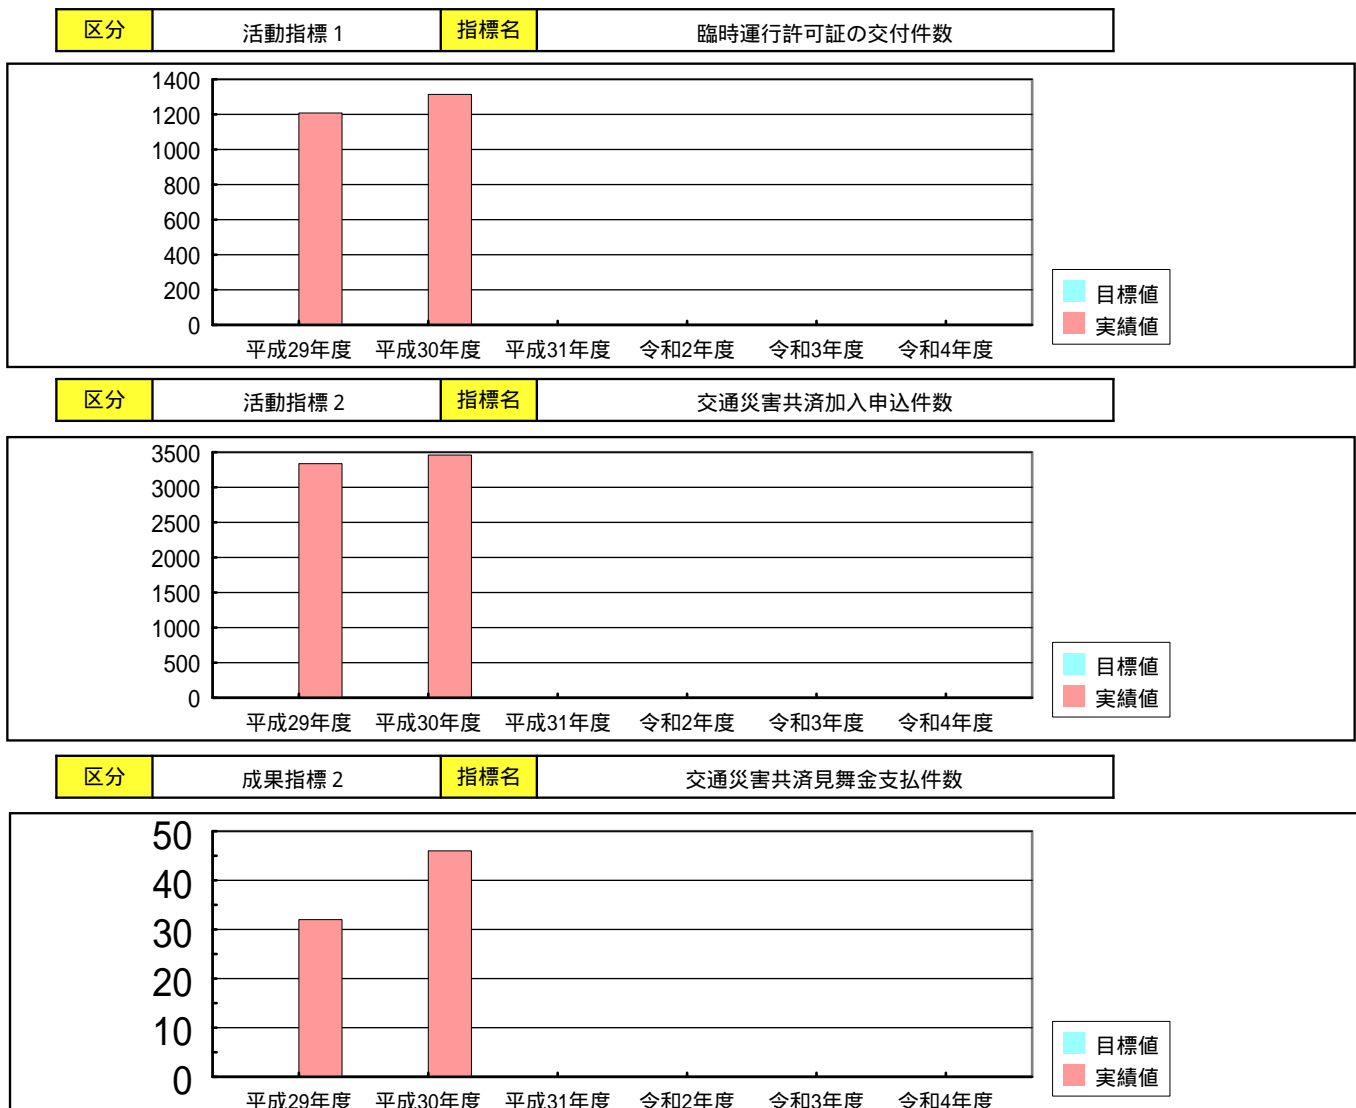 区分 活動指標１ 指標名 臨時運行許可証の交付件数
1400
1200
1000
800
600
400
200
0
平成29年度 平成30年度 平成31年度 令和2年度 令和3年度 令和4年度
目標値
実績値
区分 活動指標２ 指標名 交通災害共済加入申込件数
3500
3000
2500
2000
1500
1000
500
0
平成29年度 平成30年度 平成31年度 令和2年度 令和3年度 令和4年度
目標値
実績値
区分 成果指標２ 指標名 交通災害共済見舞金支払件数
50
40
30
20
10
0
平成29年度 平成30年度 平成31年度 令和2年度 令和3年度 令和4年度
目標値
実績値